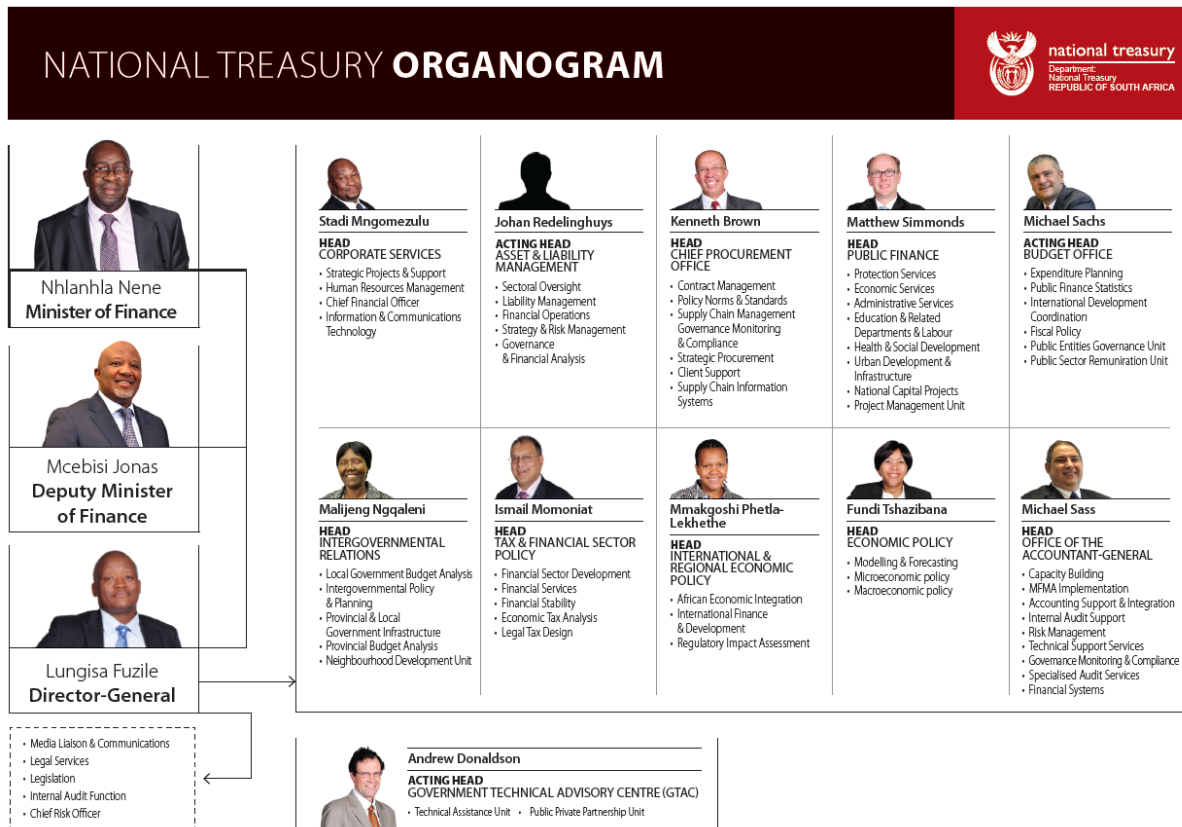 NATIONAL TREASURY ORGANOGRAM
national treasury
Department:
National Treasury
REPUBLIC OF SOUTH AFRICA
Nhlanhla Nene
Minister of Finance
Mcebisi Jonas
Deputy Minister
of Finance
Lungisa Fuzile
Director-General
• Media Liaison & Communications
• Legal Services
• Legislation
• Internal Audit Function
• Chief Risk Officer
Stadi Mngomezulu
HEAD
CORPORATE SERVICES
• Strategic Projects & Support
• Human Resources Management
• Chief Financial Officer
• Information & Communications
Technology
Johan Redelinghuys
ACTING HEAD
ASSET & LIABILITY
MANAGEMENT
• Sectoral Oversight
• Liability Management
• Financial Operations
• Strategy & Risk Management
• Governance
& Financial Analysis
Kenneth Brown
HEAD
CHIEF PROCUREMENT
OFFICE
• Contract Management
• Policy Norms & Standards
• Supply Chain Management
Governance Monitoring
& Compliance
• Strategic Procurement
• Client Support
• Supply Chain Information
Systems
Matthew Simmonds
HEAD
PUBLIC FINANCE
• Protection Services
• Economic Services
• Administrative Services
• Education & Related
Departments & Labour
• Health & Social Development
• Urban Development &
Infrastructure
• National Capital Projects
• Project Management Unit
Michael Sachs
ACTING HEAD
BUDGET OFFICE
• Expenditure Planning
• Public Finance Statistics
• International Development
Coordination
• Fiscal Policy
• Public Entities Governance Unit
• Public Sector Remuniration Unit
Malijeng Ngqaleni
HEAD
INTERGOVERNMENTAL
RELATIONS
• Local Government Budget Analysis
• Intergovernmental Policy
& Planning
• Provincial & Local
Government Infrastructure
• Provincial Budget Analysis
• Neighbourhood Development Unit
Ismail Momoniat
HEAD
TAX & FINANCIAL SECTOR
POLICY
• Financial Sector Development
• Financial Services
• Financial Stability
• Economic Tax Analysis
• Legal Tax Design
Mmakgoshi Phetla-
Lekhethe
HEAD
INTERNATIONAL &
REGIONAL ECONOMIC
POLICY
• African Economic Integration
• International Finance
& Development
• Regulatory Impact Assessment
Fundi Tshazibana
HEAD
ECONOMIC POLICY
• Modelling & Forecasting
• Microeconomic policy
• Macroeconomic policy
Michael Sass
HEAD
OFFICE OF THE
ACCOUNTANT-GENERAL
• Capacity Building
• MFMA Implementation
• Accounting Support & Integration
• Internal Audit Support
• Risk Management
• Technical Support Services
• Governance Monitoring & Compliance
• Specialised Audit Services
• Financial Systems
Andrew Donaldson
ACTING HEAD
GOVERNMENT TECHNICAL ADVISORY CENTRE (GTAC)
• Technical Assistance Unit • Public Private Partnership Unit